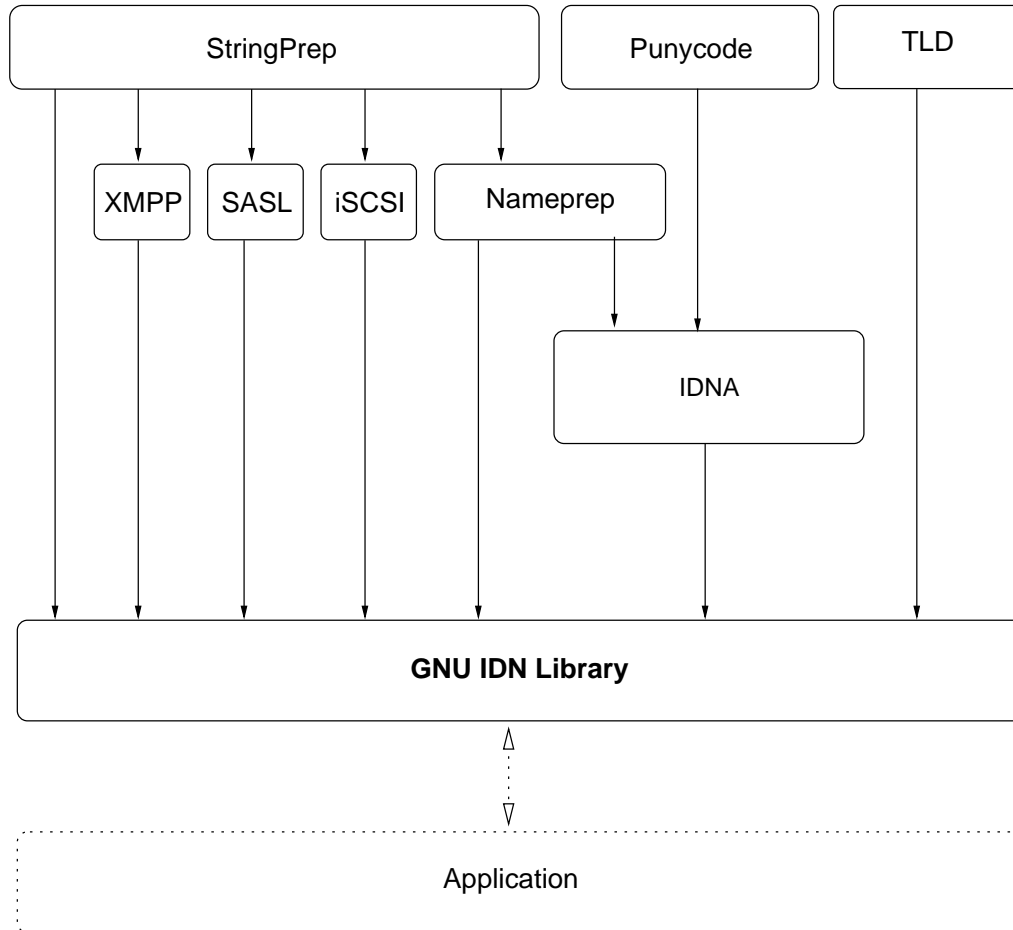 StringPrep
Punycode
TLD
XMPP
SASL
iSCSI
Nameprep
IDNA
GNU IDN Library
Application